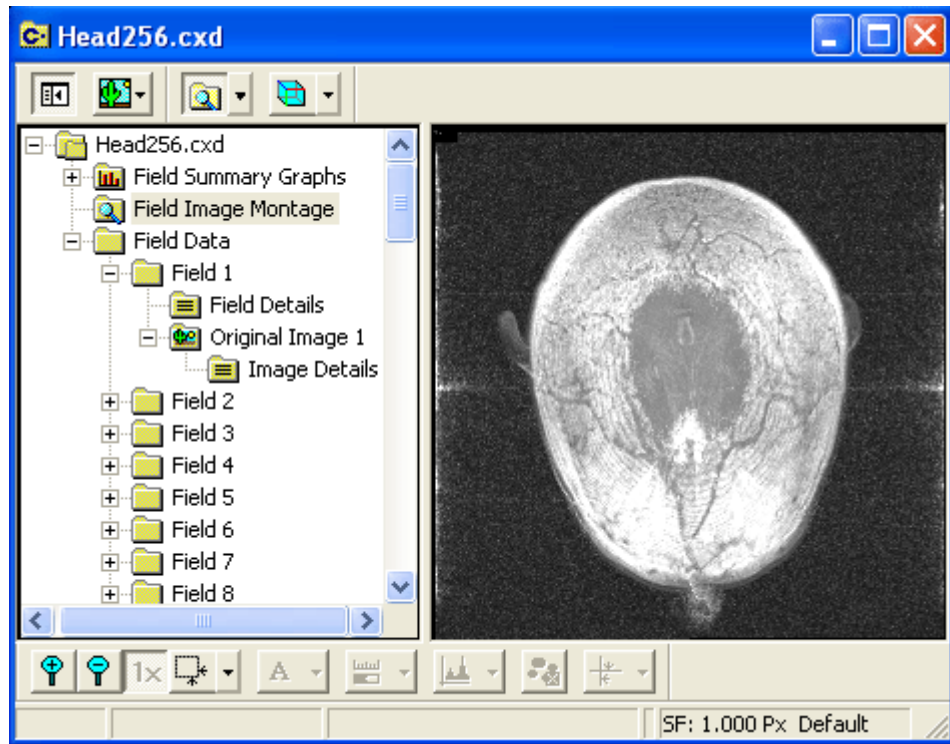 Head256.cxd
Head256.cxd
Field Summary Graphs
Field Image Montage
Field Data
Field 1
Field Details
Original Image 1
Image Details
Field 2
Field 3
Field 4
Field 5
Field 6
Field 7
Field 8
1x
A
SF: 1.000 Px Default